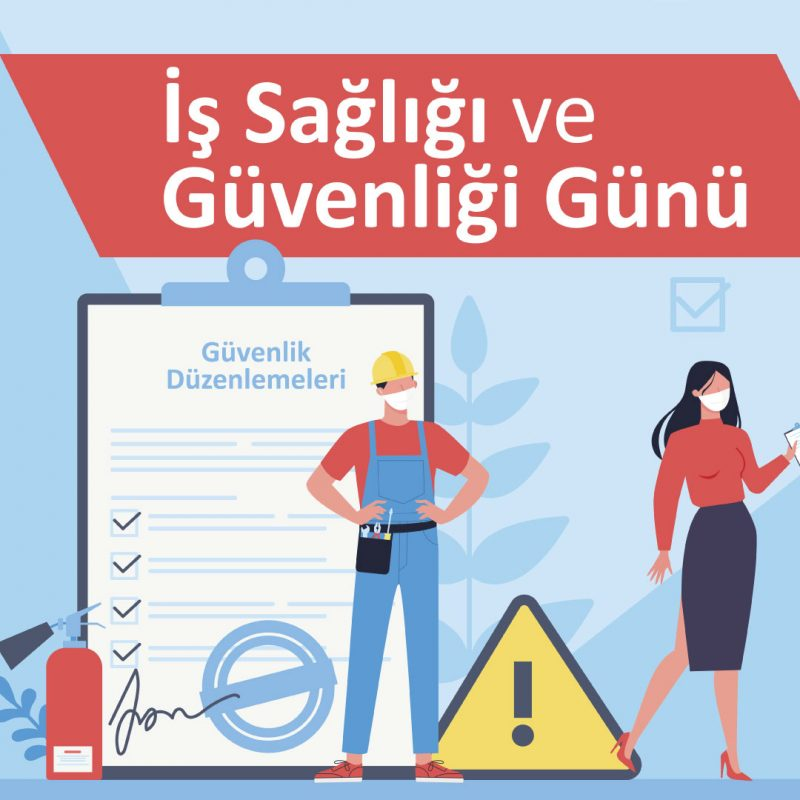 İş Sağlığı ve
Güvenliği Günü
Güvenlik
Düzenlemeleri